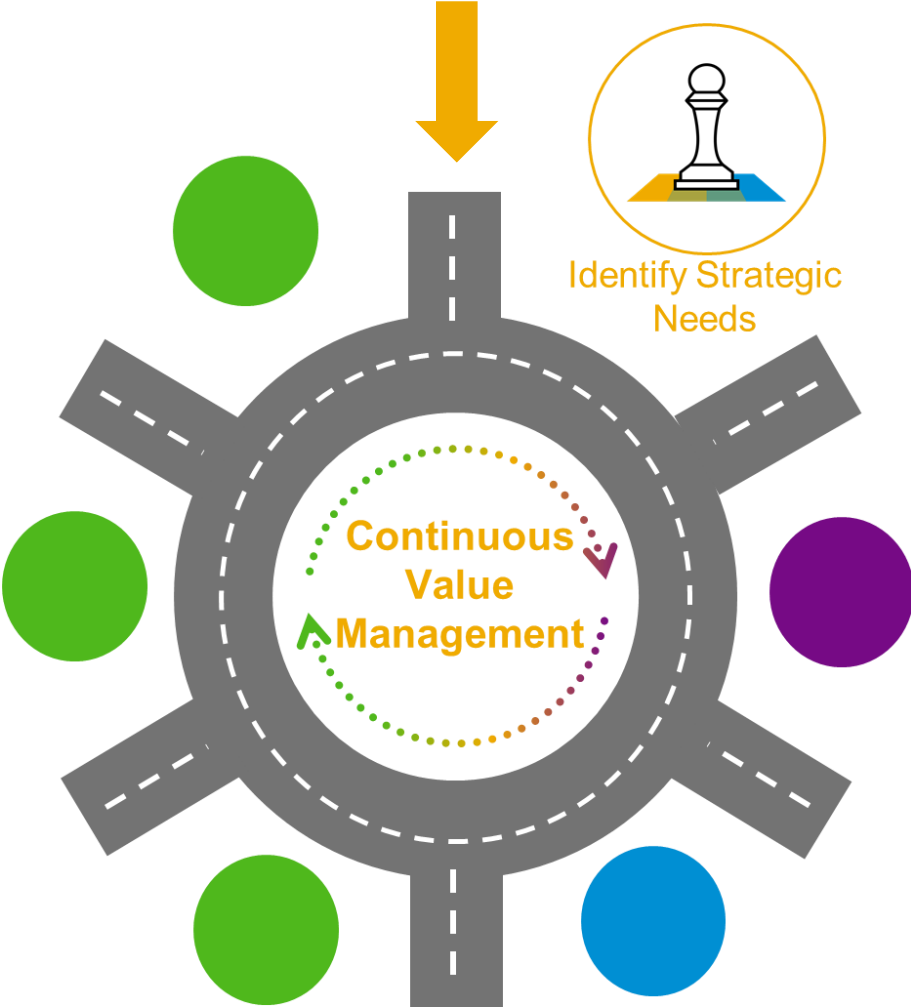 Identify Strategic
Needs
Continuous
Value
Management